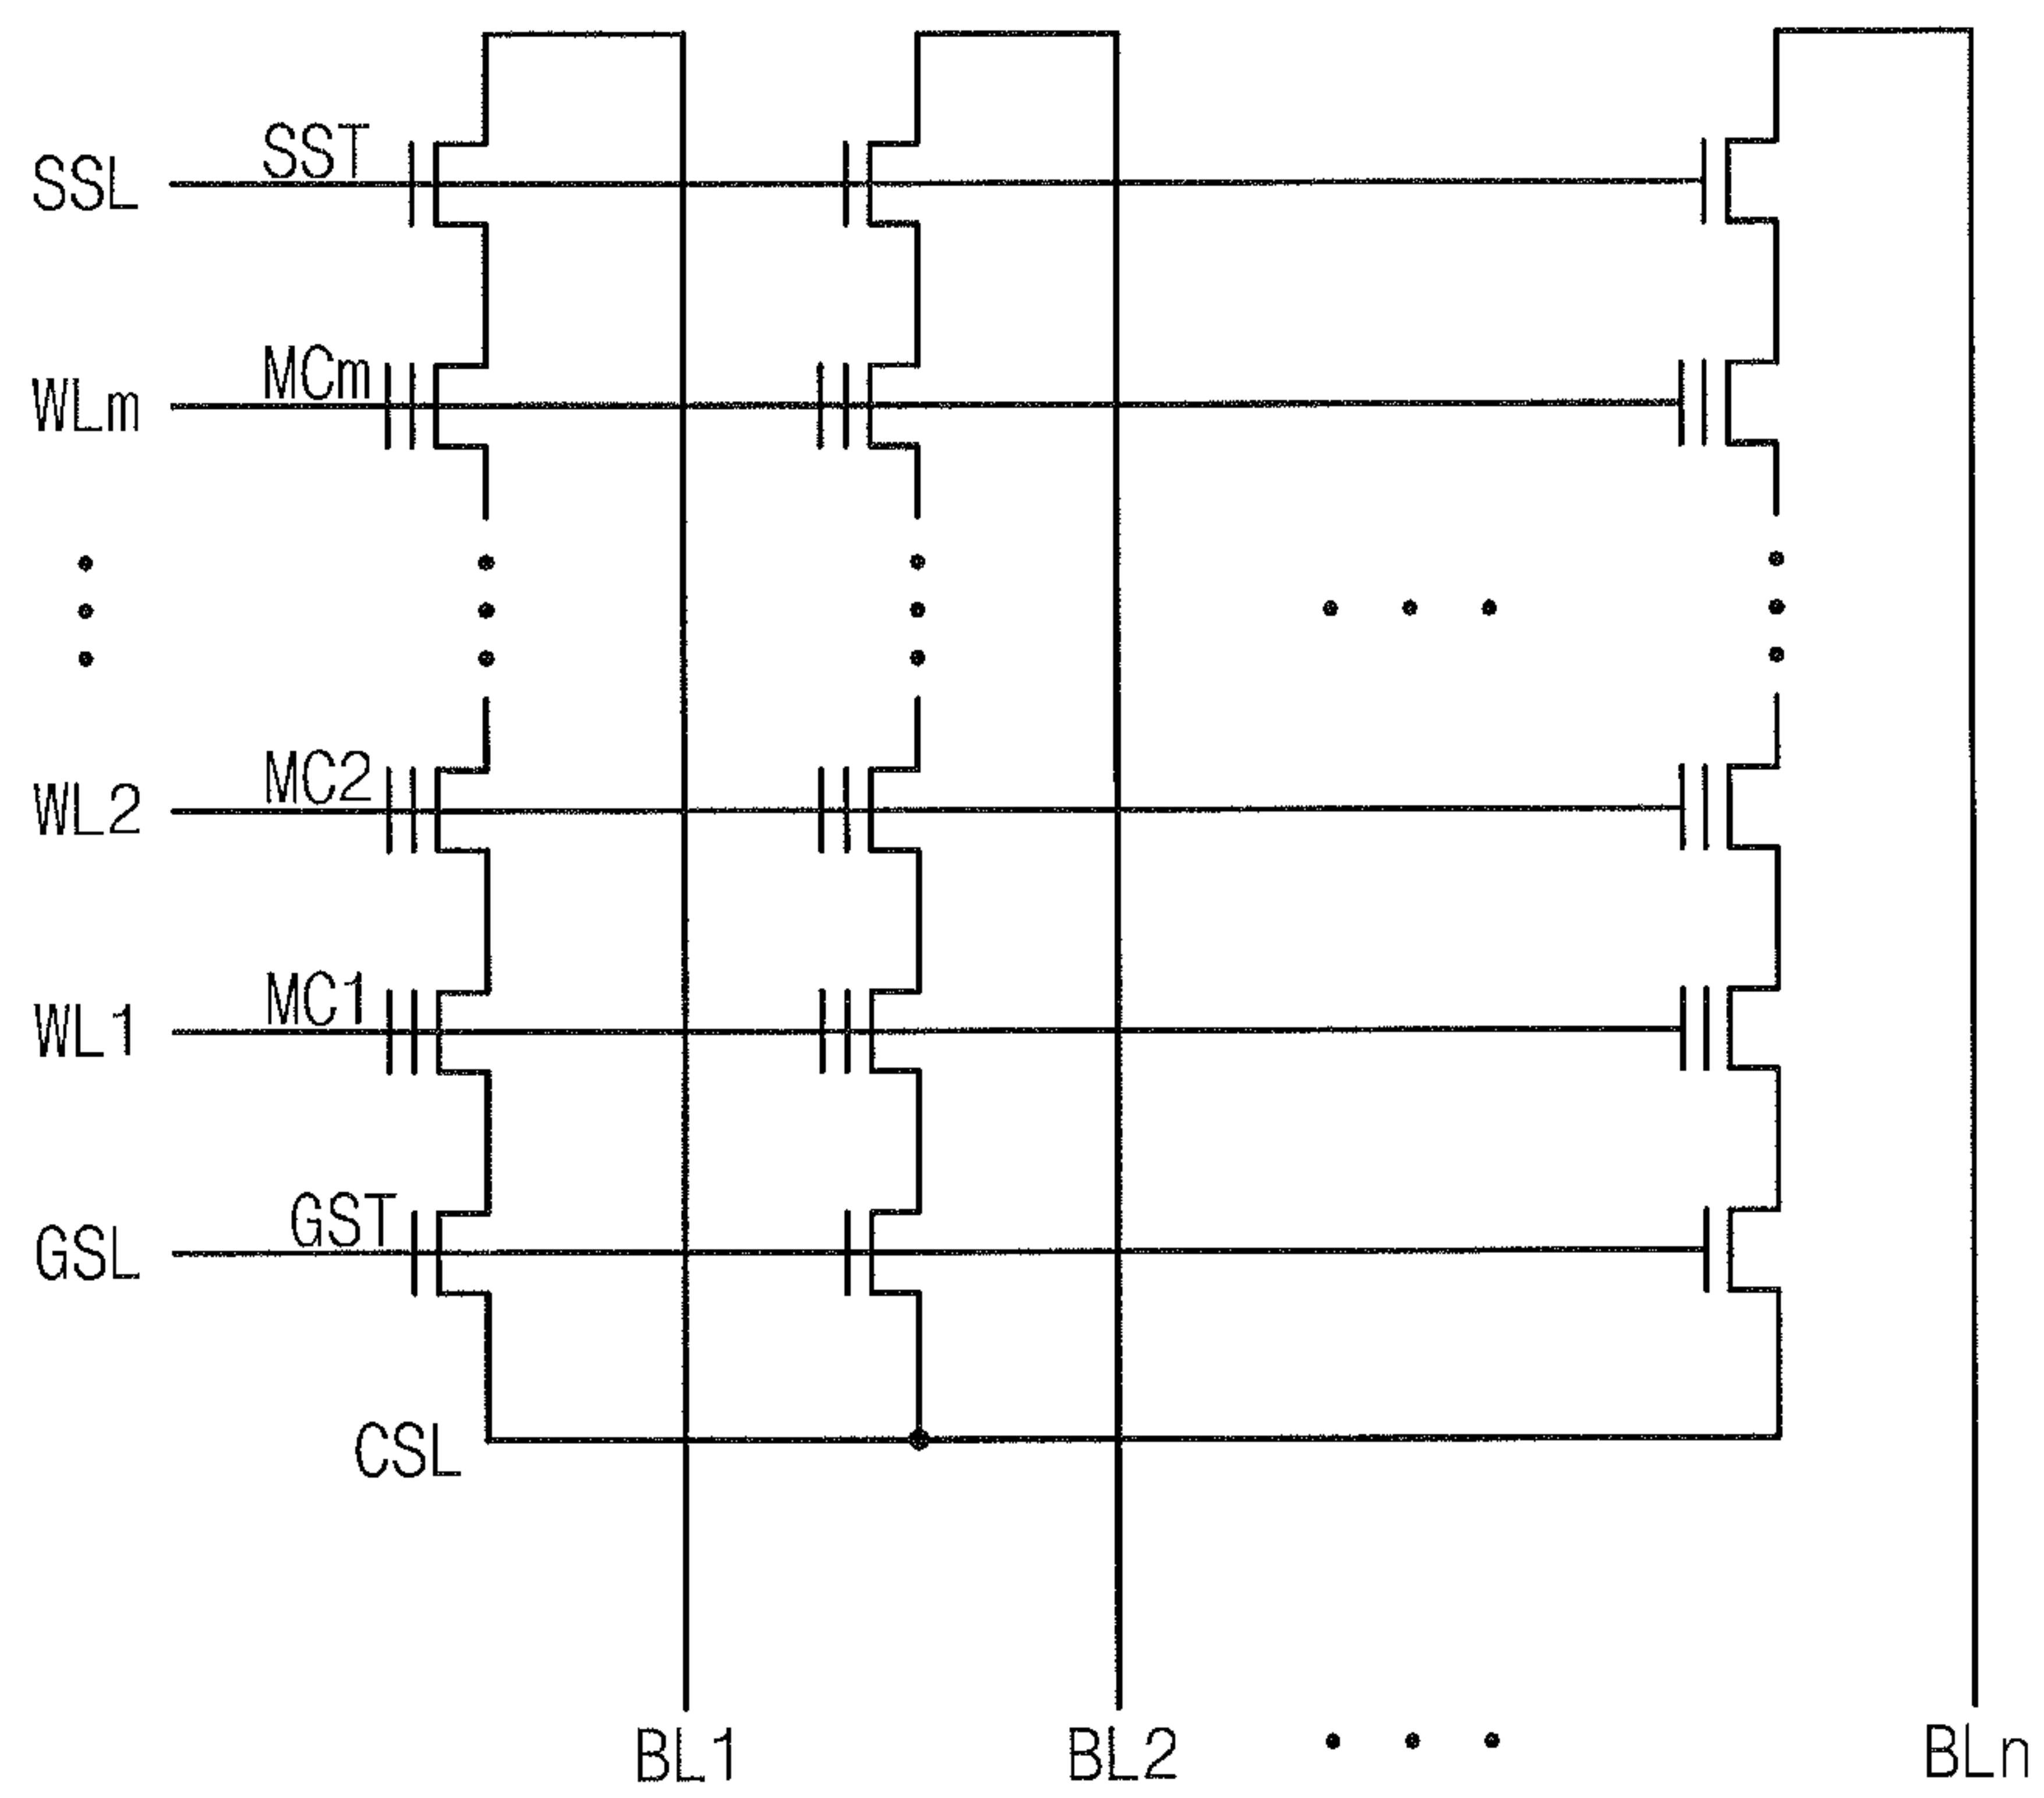 SST
SSL
MCm
WLm
MC2
WL2
MC1
WL1
GST
GSL
CSL
BL1 BL2 BLn